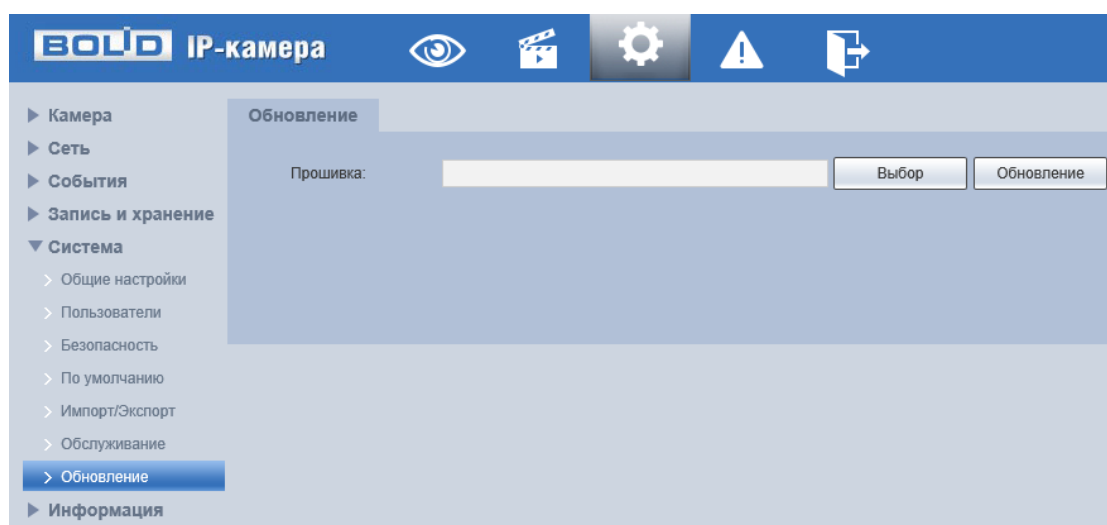 BOLID IP-камера
Камера
Обновление
Сеть
Прошивка:
Выбор
Обновление
События
Запись и хранение
Система
Общие настройки
Пользователи
Безопасность
По умолчанию
Импорт/Экспорт
Обслуживание
Обновление
Информация